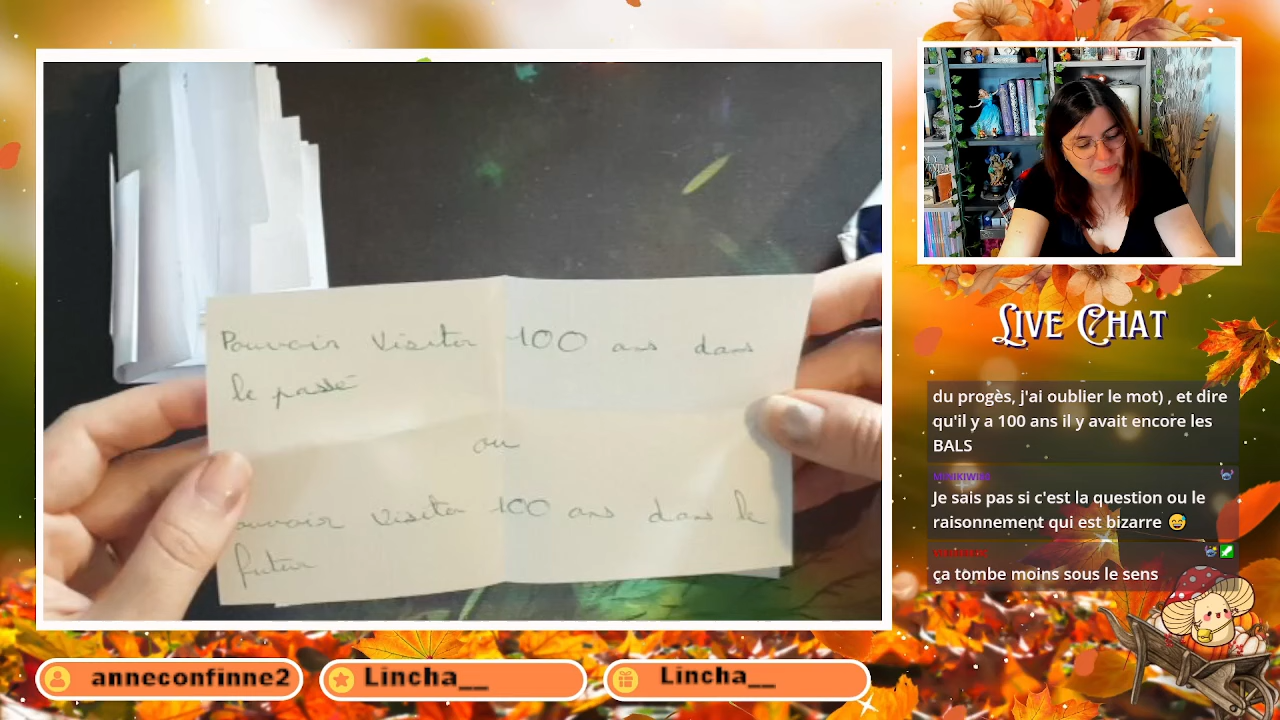 Pouvoir visiter 100 ans dans
le passé
ou
Pouvoir visiter 100 ans dans le
futur
LIVE CHAT
du progès, j'ai oublier le mot) , et dire
qu'il y a 100 ans il y avait encore les
BALS
Je sais pas si c'est la question ou le
raisonnement qui est bizarre 😅
ça tombe moins sous le sens
anneconfinne2
Lincha__
Lincha__